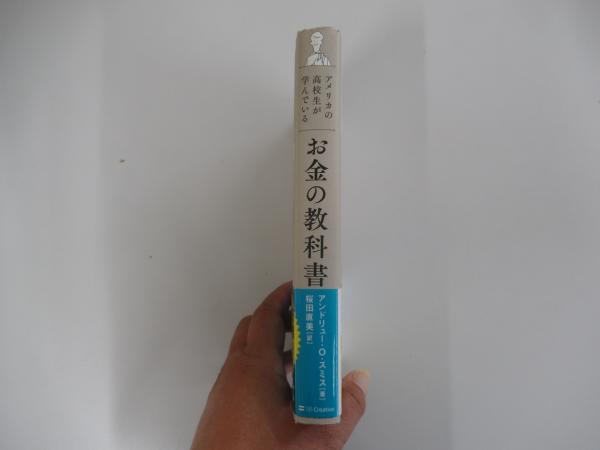 アメリカの
高校生が
学んでいる
お金の教科書
アンドリュー・O・スミス[著]
桜田直美[訳]
SB Creative